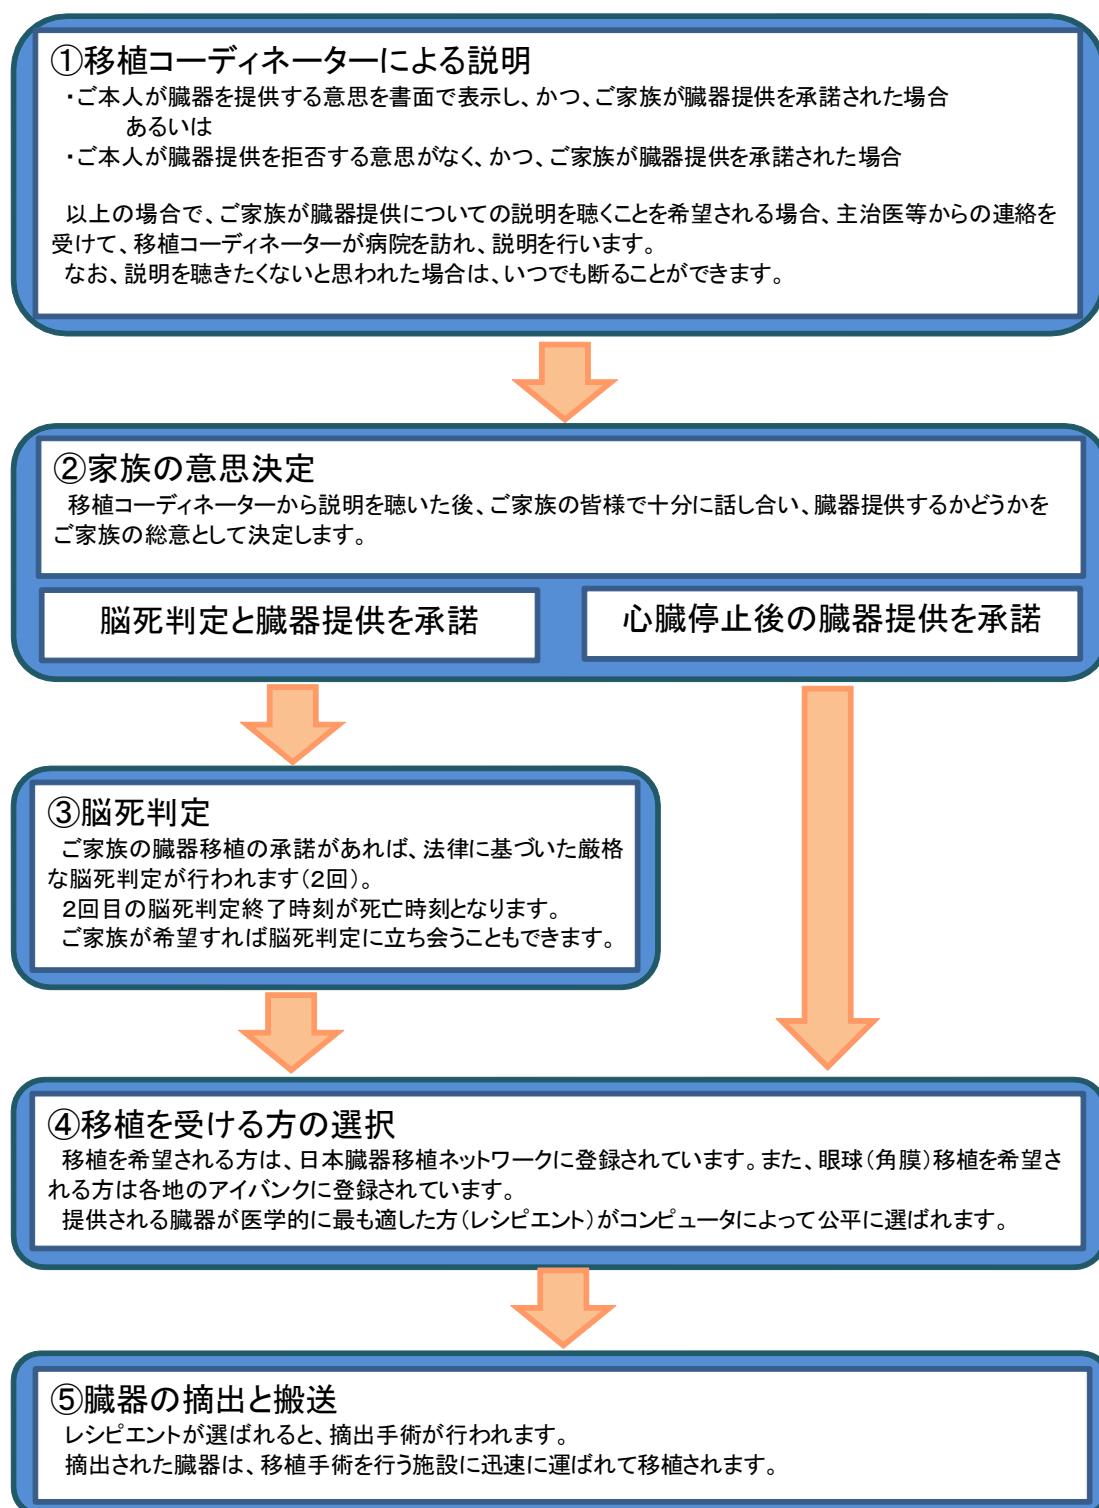 ①移植コーディネーターによる説明
・ご本人が臓器を提供する意思を書面で表示し、かつ、ご家族が臓器提供を承諾された場合
あるいは
・ご本人が臓器提供を拒否する意思がなく、かつ、ご家族が臓器提供を承諾された場合
以上の場合で、ご家族が臓器提供についての説明を聴くことを希望される場合、主治医等からの連絡を
受けて、移植コーディネーターが病院を訪れ、説明を行います。
なお、説明を聴きたくないと思われた場合は、いつでも断ることができます。
②家族の意思決定
移植コーディネーターから説明を聴いた後、ご家族の皆様で十分に話し合い、臓器提供するかどうかを
ご家族の総意として決定します。
脳死判定と臓器提供を承諾
心臓停止後の臓器提供を承諾
③脳死判定
ご家族の臓器移植の承諾があれば、法律に基づいた厳格
な脳死判定が行われます(2回)。
2回目の脳死判定終了時刻が死亡時刻となります。
ご家族が希望すれば脳死判定に立ち会うこともできます。
④移植を受ける方の選択
移植を希望される方は、日本臓器移植ネットワークに登録されています。また、眼球(角膜)移植を希望さ
れる方は各地のアイバンクに登録されています。
提供される臓器が医学的に最も適した方(レシピエント)がコンピュータによって公平に選ばれます。
⑤臓器の摘出と搬送
レシピエントが選ばれると、摘出手術が行われます。
摘出された臓器は、移植手術を行う施設に迅速に運ばれて移植されます。